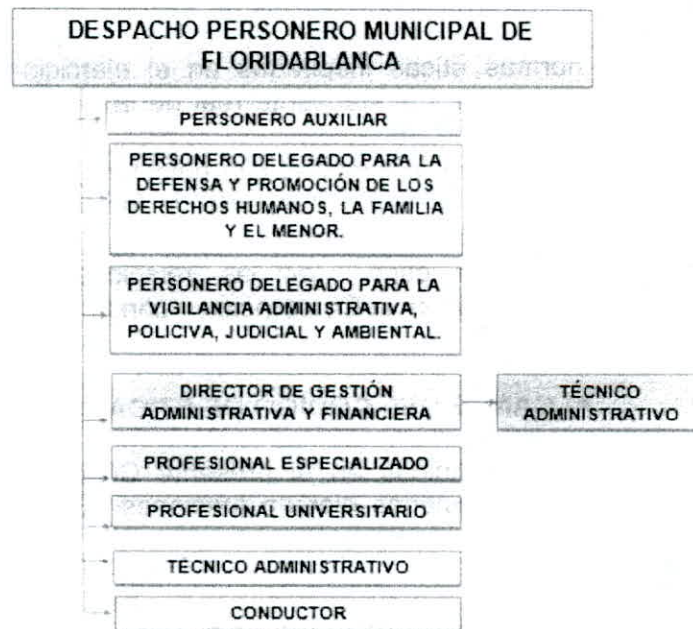 DESPACHO PERSONERO MUNICIPAL DE
FLORIDABLANCA
PERSONERO AUXILIAR
PERSONERO DELEGADO PARA LA
DEFENSA Y PROMOCIÓN DE LOS
DERECHOS HUMANOS, LA FAMILIA
Y EL MENOR.
PERSONERO DELEGADO PARA LA
VIGILANCIA ADMINISTRATIVA,
POLICIVA, JUDICIAL Y AMBIENTAL.
DIRECTOR DE GESTIÓN
ADMINISTRATIVA Y FINANCIERA
TÉCNICO
ADMINISTRATIVO
PROFESIONAL ESPECIALIZADO
PROFESIONAL UNIVERSITARIO
TÉCNICO ADMINISTRATIVO
CONDUCTOR